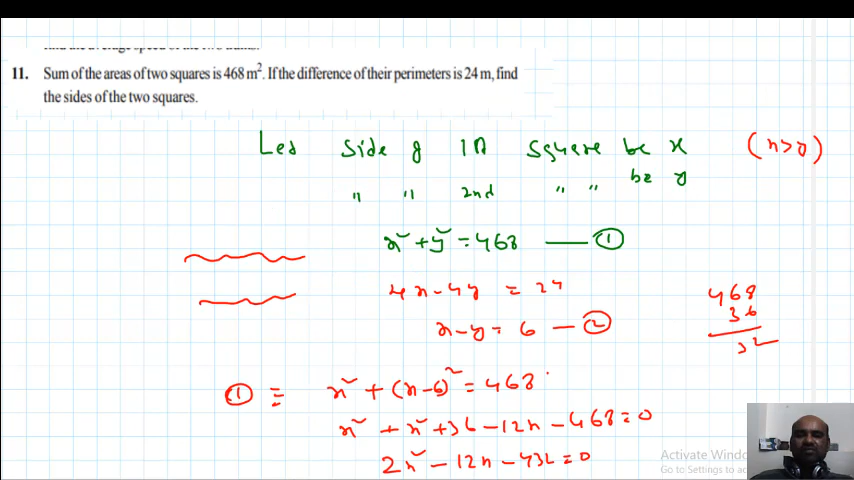 11. Sum of the areas of two squares is 468 m². If the difference of their perimeters is 24 m, find
the sides of the two squares.
Let side of 1st square be x (x>y)
" " 2nd " " be y
x² + y² = 468 — ①
4x - 4y = 24
x - y = 6 — ②
468
36
32
① ≡ x² + (x-6)² = 468
x² + x² + 36 - 12x - 468 = 0
2x² - 12x - 432 = 0
Activate Windo
Go to Settings to ac